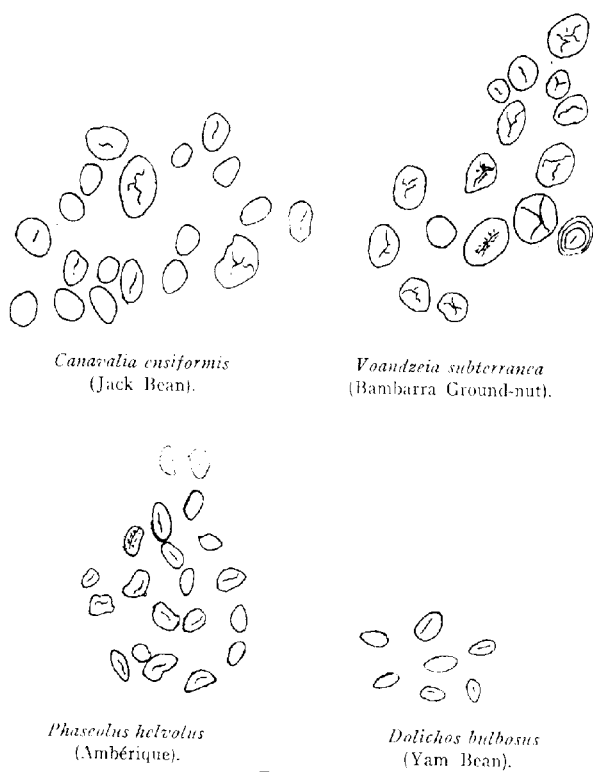 Canavalia ensiformis
(Jack Bean).
Voandzeia subterranea
(Bambarra Ground-nut).
Phaseolus helvolus
(Ambérique).
Dolichos bulbosus
(Yam Bean).